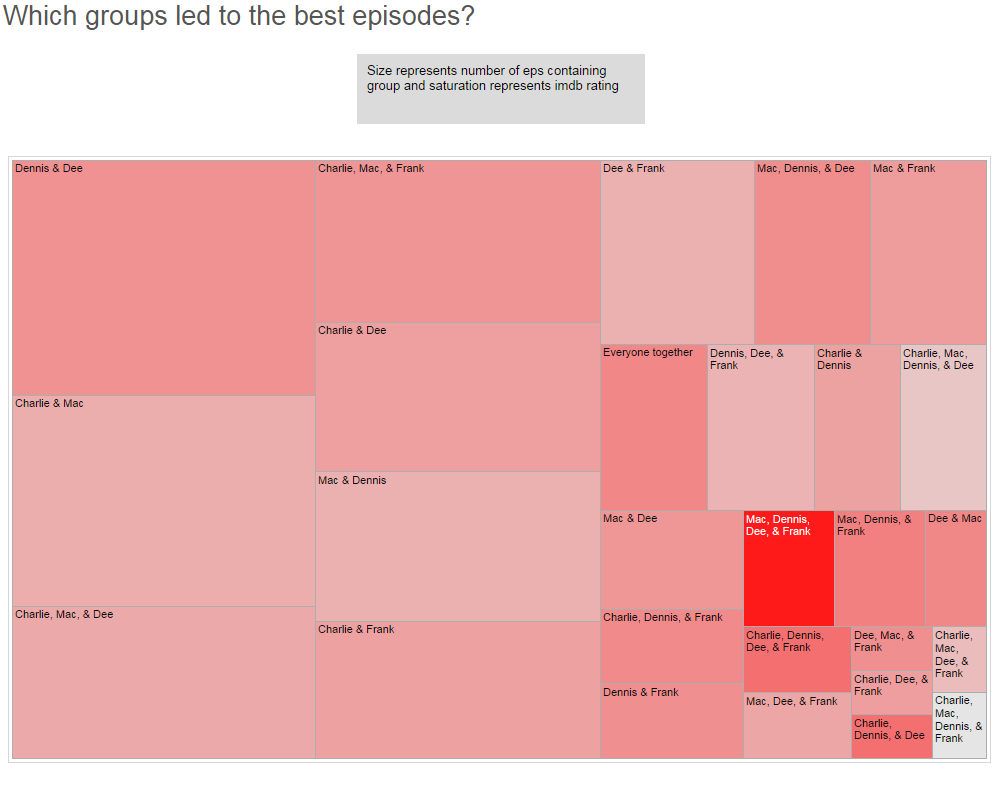 Which groups led to the best episodes?
Size represents number of eps containing
group and saturation represents imdb rating
Dennis & Dee
Charlie & Mac
Charlie, Mac, & Dee
Charlie, Mac, & Frank
Charlie & Dee
Mac & Dennis
Charlie & Frank
Dee & Frank
Mac, Dennis, & Dee
Mac & Frank
Everyone together
Dennis, Dee, &
Frank
Charlie &
Dennis
Charlie, Mac,
Dennis, & Dee
Mac & Dee
Charlie, Dennis, & Frank
Dennis & Frank
Mac, Dennis,
Dee, & Frank
Mac, Dennis, &
Frank
Dee & Mac
Charlie, Dennis,
Dee, & Frank
Mac, Dee, & Frank
Dee, Mac, &
Frank
Charlie, Dee, &
Frank
Charlie,
Dennis, & Dee
Charlie,
Mac,
Dee, &
Frank
Charlie,
Mac,
Dennis, &
Frank